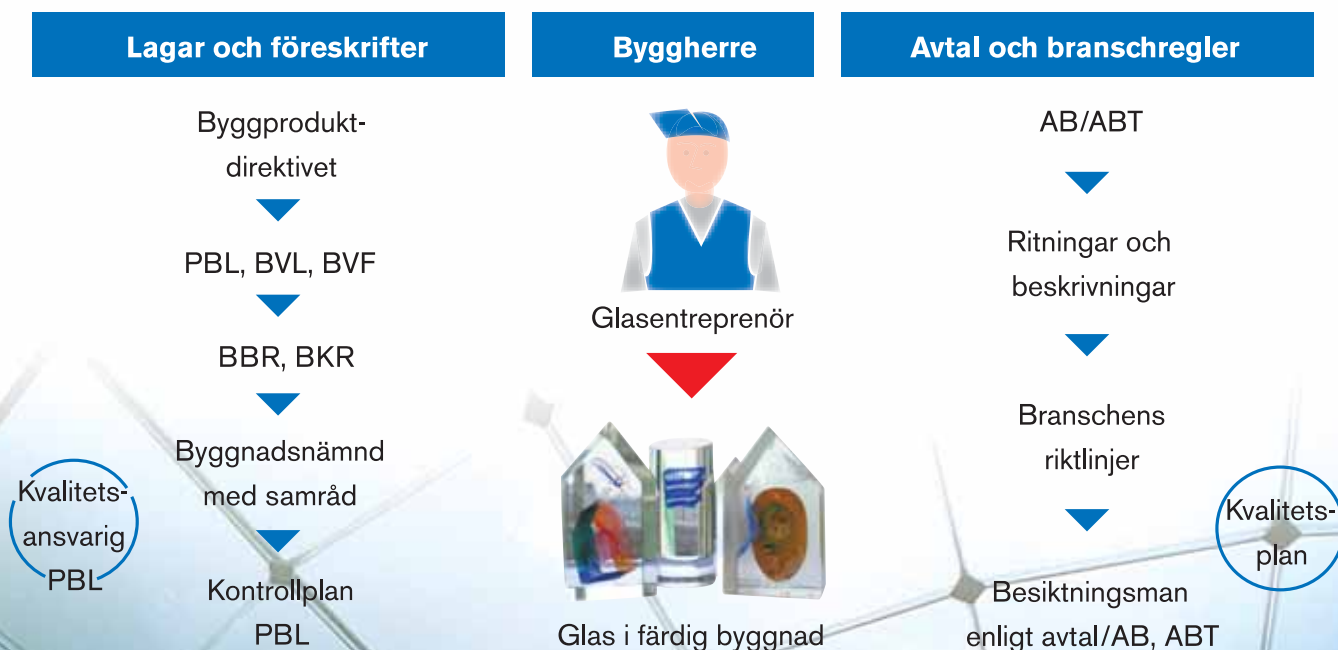 Lagar och föreskrifter
Byggprodukt-
direktivet
PBL, BVL, BVF
BBR, BKR
Byggnadsnämnd
med samråd
Kvalitets-
ansvarig
PBL
Kontrollplan
PBL
Byggherre
Glasentreprenör
Glas i färdig byggnad
Avtal och branschregler
AB/ABT
Ritningar och
beskrivningar
Branschens
riktlinjer
Kvalitets-
plan
Besiktningsman
enligt avtal/AB, ABT